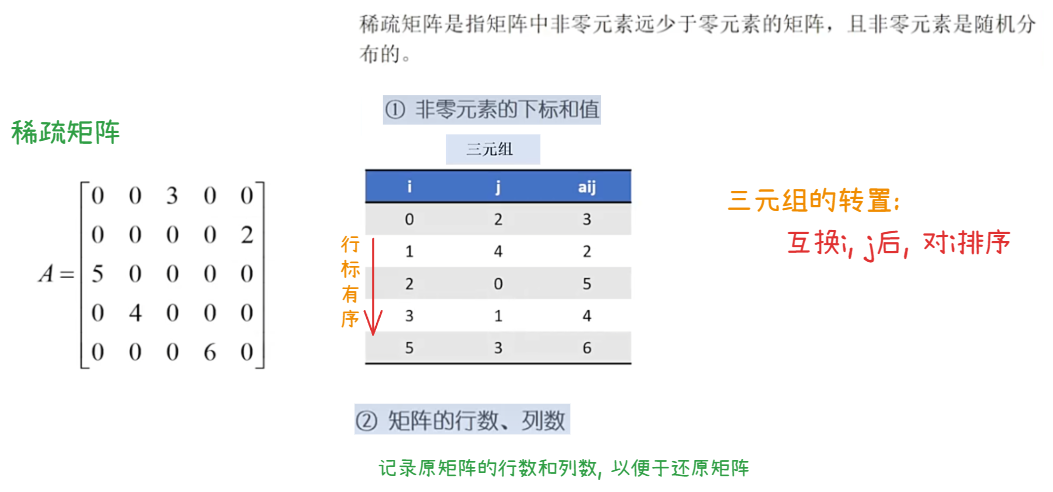 稀疏矩阵是指矩阵中非零元素远少于零元素的矩阵，且非零元素是随机分
布的。
① 非零元素的下标和值
稀疏矩阵
三元组
A=
0 0 3 0 0
0 0 0 0 2
5 0 0 0 0
0 4 0 0 0
0 0 0 6 0
i j aij
0 2 3
1 4 2
2 0 5
3 1 4
5 3 6
行标有序
三元组的转置:
互换i, j后, 对i排序
② 矩阵的行数、列数
记录原矩阵的行数和列数, 以便于还原矩阵